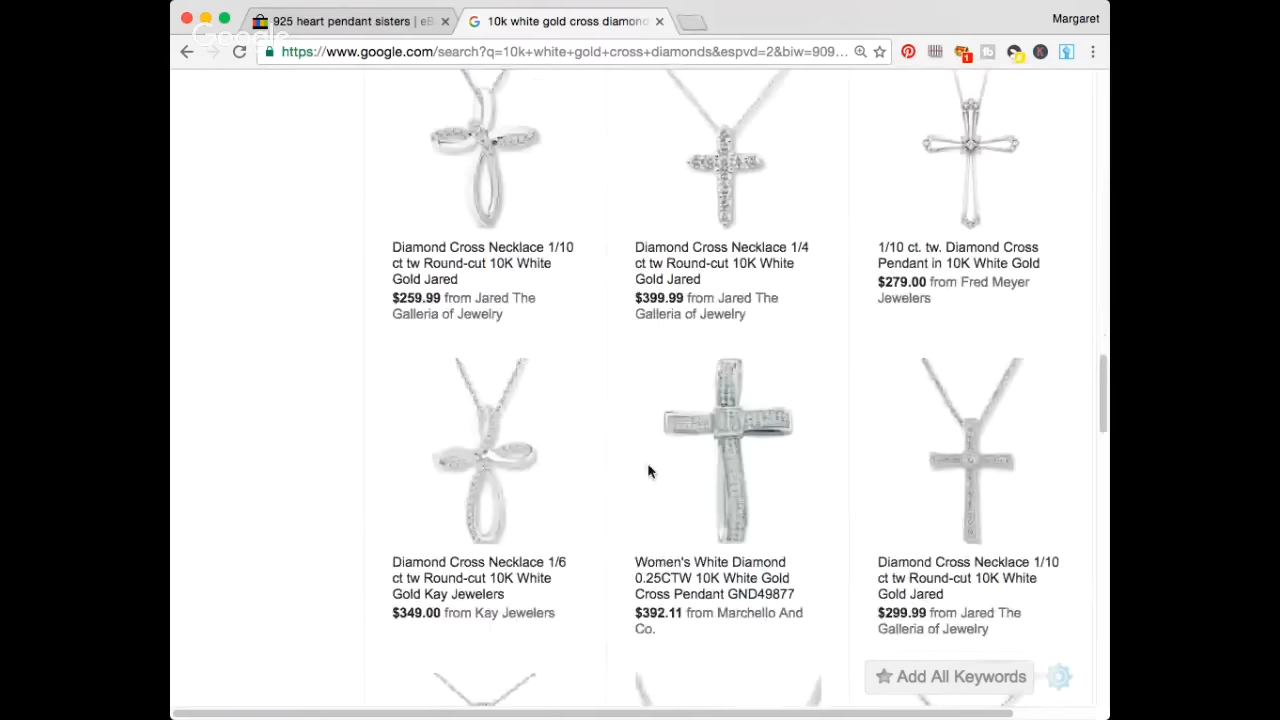 925 heart pendant sisters | eB
10k white gold cross diamond
Margaret
Google
https://www.google.com/search?q=10k+white+gold+cross+diamonds&espvd=2&biw=909...
1
K
Diamond Cross Necklace 1/10
ct tw Round-cut 10K White
Gold Jared
$259.99 from Jared The
Galleria of Jewelry
Diamond Cross Necklace 1/4
ct tw Round-cut 10K White
Gold Jared
$399.99 from Jared The
Galleria of Jewelry
1/10 ct. tw. Diamond Cross
Pendant in 10K White Gold
$279.00 from Fred Meyer
Jewelers
Diamond Cross Necklace 1/6
ct tw Round-cut 10K White
Gold Kay Jewelers
$349.00 from Kay Jewelers
Women's White Diamond
0.25CTW 10K White Gold
Cross Pendant GND49877
$392.11 from Marchello And
Co.
Diamond Cross Necklace 1/10
ct tw Round-cut 10K White
Gold Jared
$299.99 from Jared The
Galleria of Jewelry
Add All Keywords